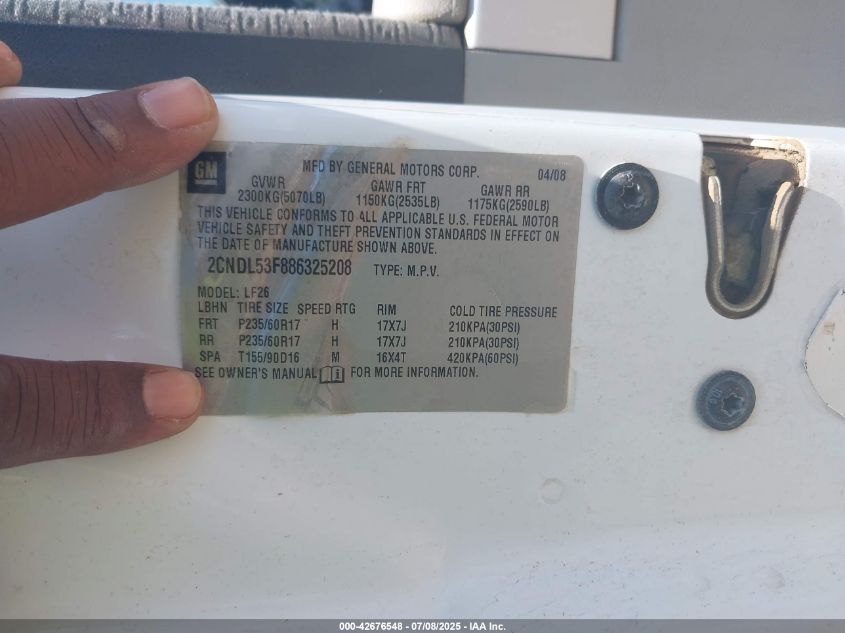 GM
MFD BY GENERAL MOTORS CORP. 04/08
GVWR GAWR FRT GAWR RR
2300KG(5070LB) 1150KG(2535LB) 1175KG(2590LB)
THIS VEHICLE CONFORMS TO ALL APPLICABLE U.S. FEDERAL MOTOR
VEHICLE SAFETY AND THEFT PREVENTION STANDARDS IN EFFECT ON
THE DATE OF MANUFACTURE SHOWN ABOVE.
2CNDL53F886325208 TYPE: M.P.V.
MODEL: LF26
LBHN TIRE SIZE SPEED RTG RIM COLD TIRE PRESSURE
FRT P235/60R17 H 17X7J 210KPA(30PSI)
RR P235/60R17 H 17X7J 210KPA(30PSI)
SPA T155/90D16 M 16X4T 420KPA(60PSI)
SEE OWNER'S MANUAL FOR MORE INFORMATION.
000-42676548 - 07/08/2025 - IAA Inc.